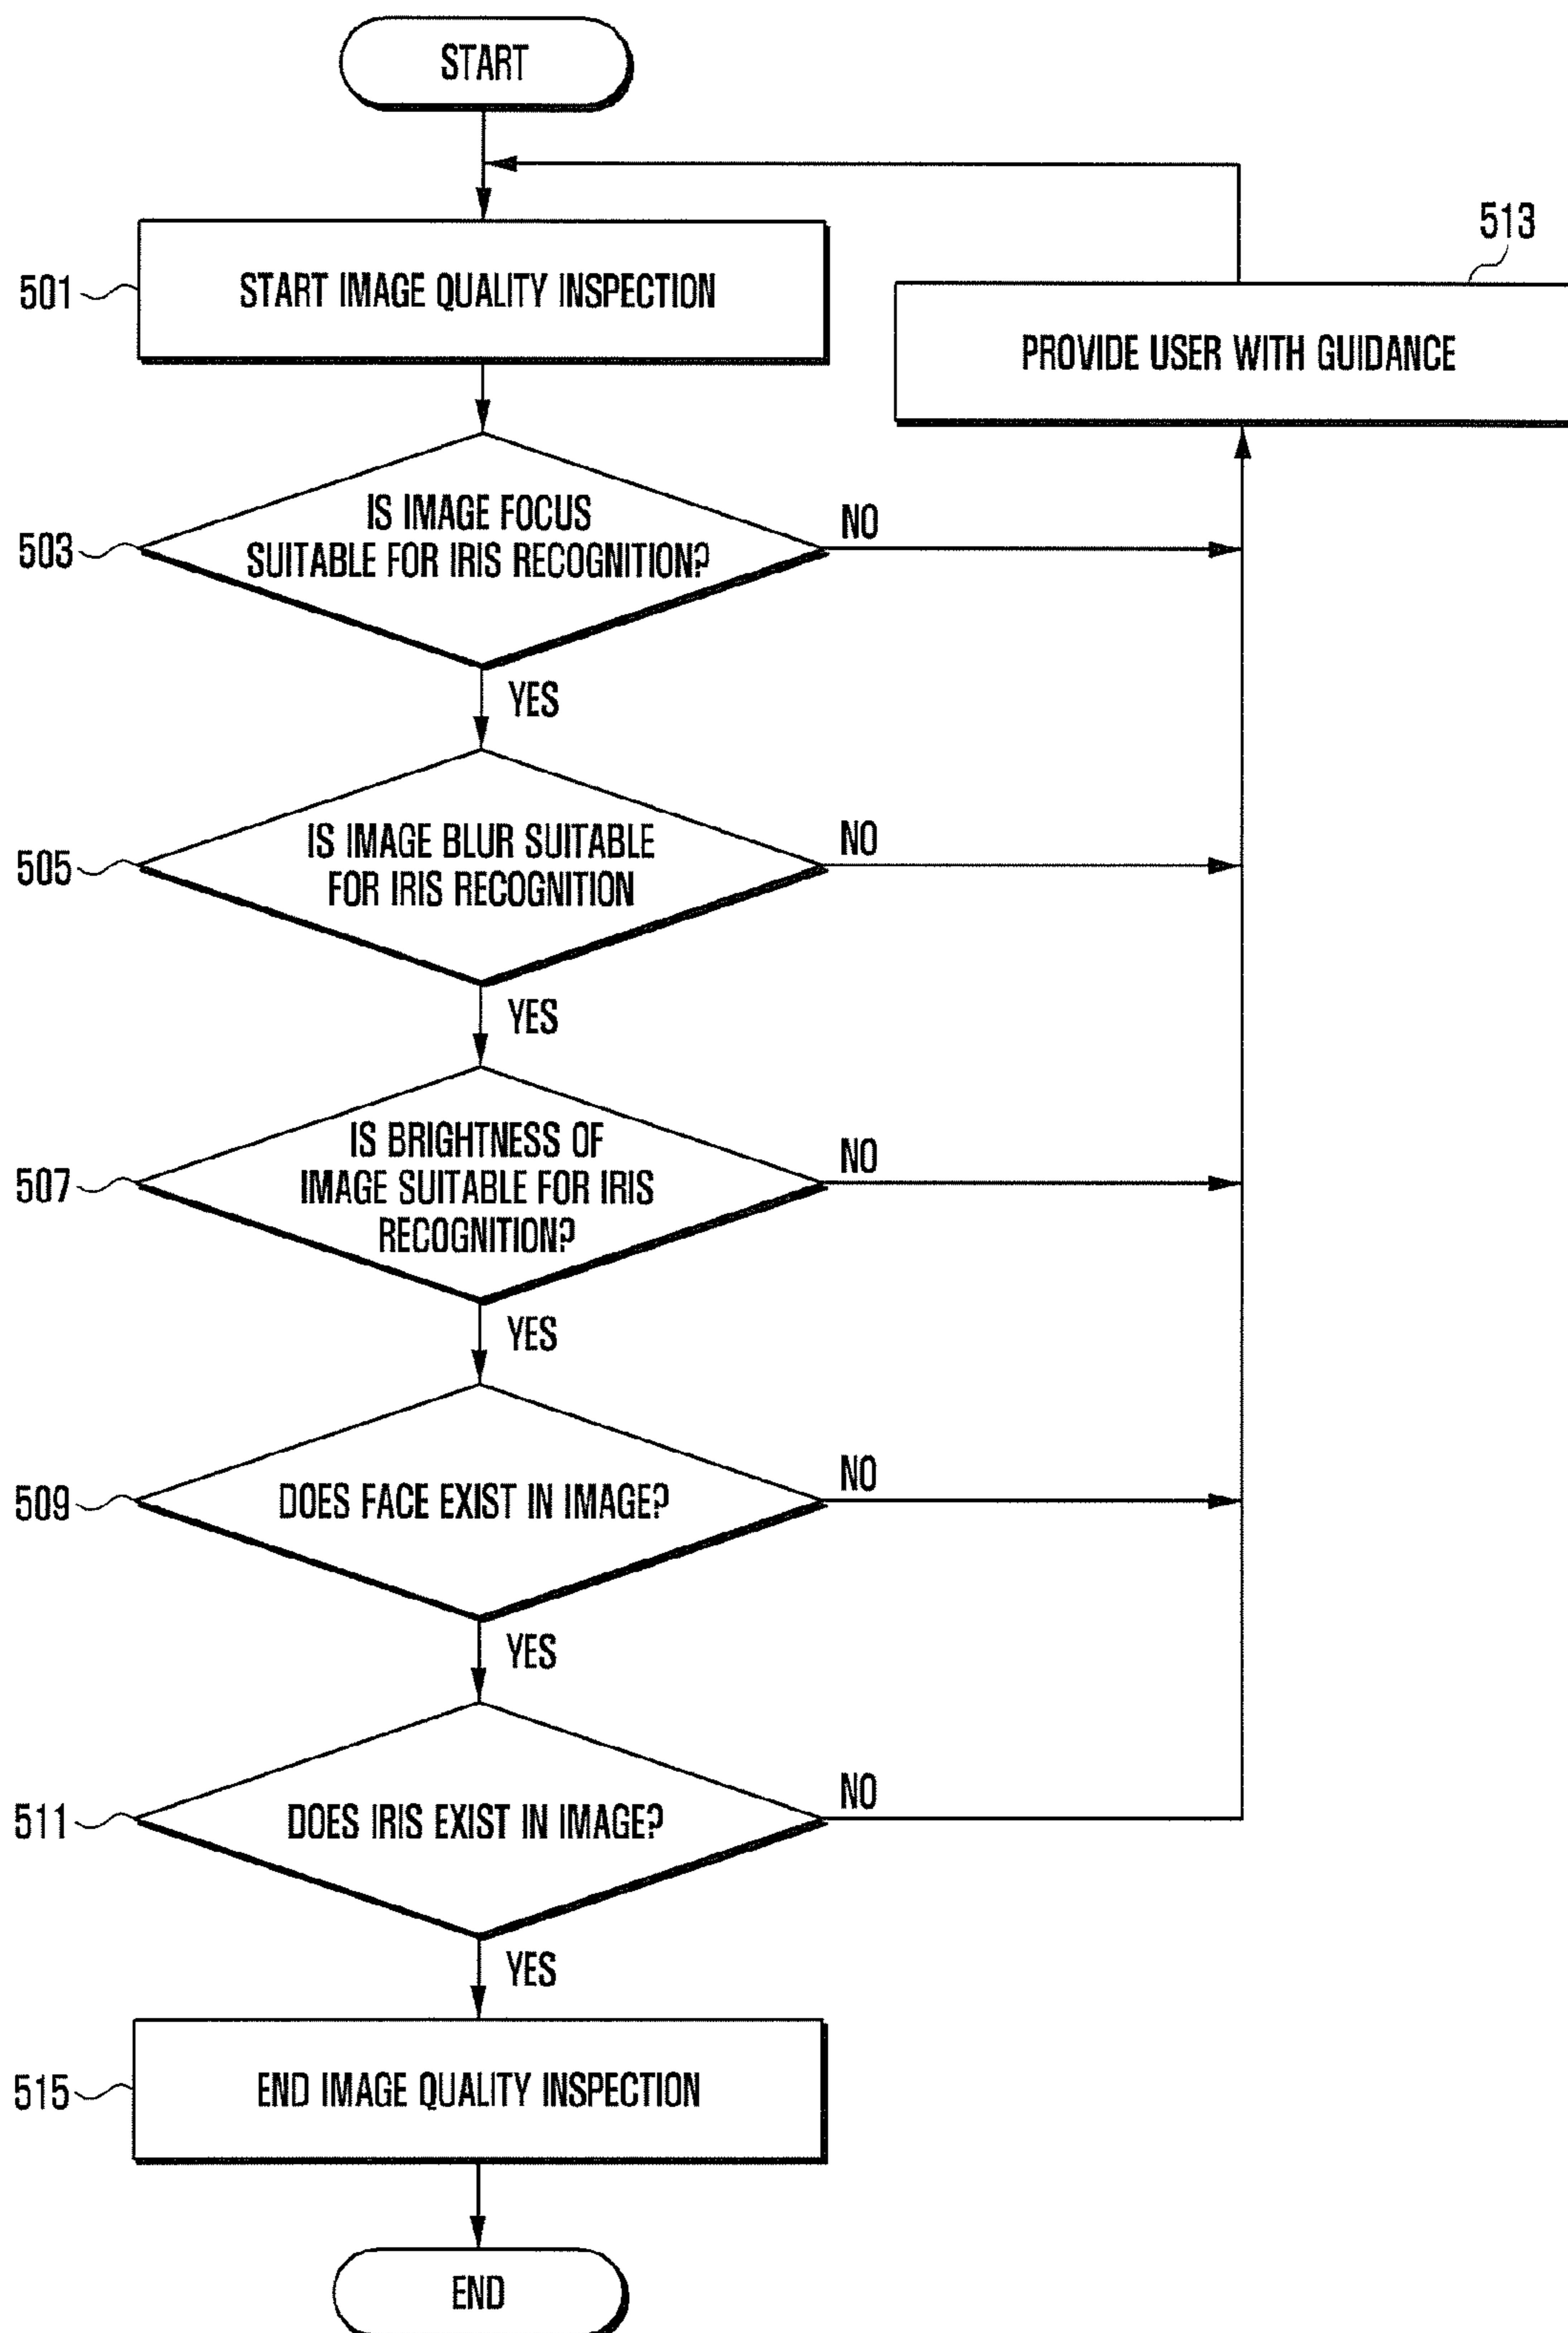 START
501
START IMAGE QUALITY INSPECTION
513
PROVIDE USER WITH GUIDANCE
503
IS IMAGE FOCUS
SUITABLE FOR IRIS RECOGNITION?
NO
YES
505
IS IMAGE BLUR SUITABLE
FOR IRIS RECOGNITION
NO
YES
507
IS BRIGHTNESS OF
IMAGE SUITABLE FOR IRIS
RECOGNITION?
NO
YES
509
DOES FACE EXIST IN IMAGE?
NO
YES
511
DOES IRIS EXIST IN IMAGE?
NO
YES
515
END IMAGE QUALITY INSPECTION
END